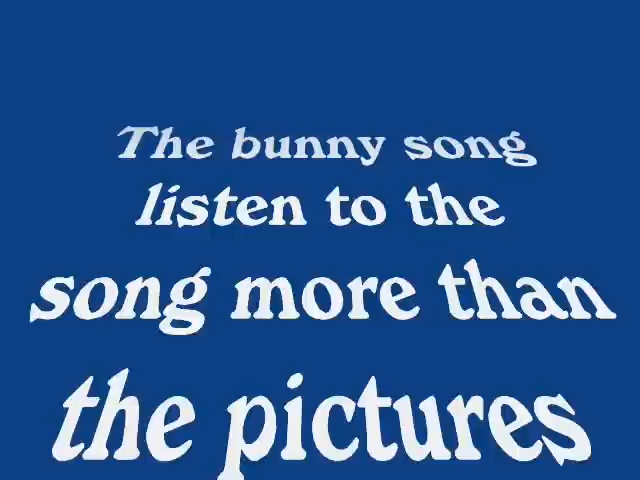 The bunny song
listen to the
song more than
the pictures